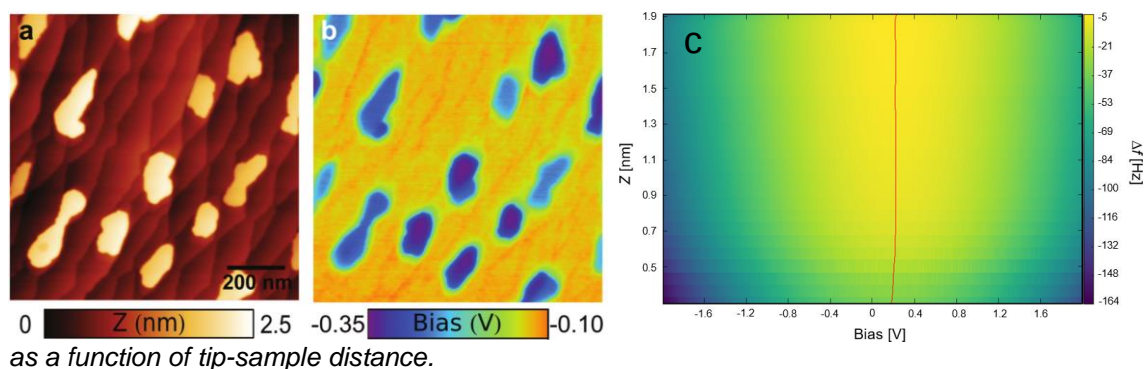 a
200 nm
0 Z (nm) 2.5
b
-0.35 Bias (V) -0.10
C
1.9
1.7
1.5
1.3
1.1
0.9
0.7
0.5
Z [nm]
-1.6 -1.2 -0.8 -0.4 0 0.4 0.8 1.2 1.6
Bias [V]
-5
-21
-37
-53
-69
-84
-100
-116
-132
-148
-164
Δf [Hz]
as a function of tip-sample distance.